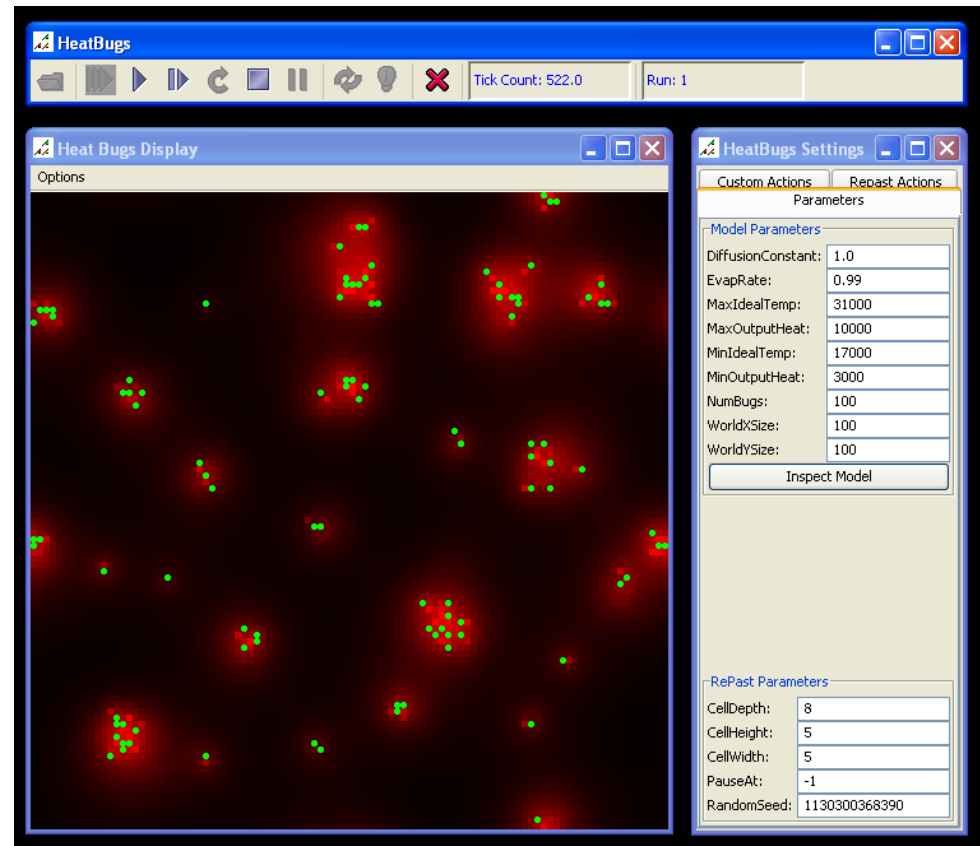 HeatBugs
Tick Count: 522.0
Run: 1
Heat Bugs Display
Options
HeatBugs Settings
Custom Actions
Repast Actions
Parameters
Model Parameters
DiffusionConstant: 1.0
EvapRate: 0.99
MaxIdealTemp: 31000
MaxOutputHeat: 10000
MinIdealTemp: 17000
MinOutputHeat: 3000
NumBugs: 100
WorldXSize: 100
WorldYSize: 100
Inspect Model
RePast Parameters
CellDepth: 8
CellHeight: 5
CellWidth: 5
PauseAt: -1
RandomSeed: 1130300368390